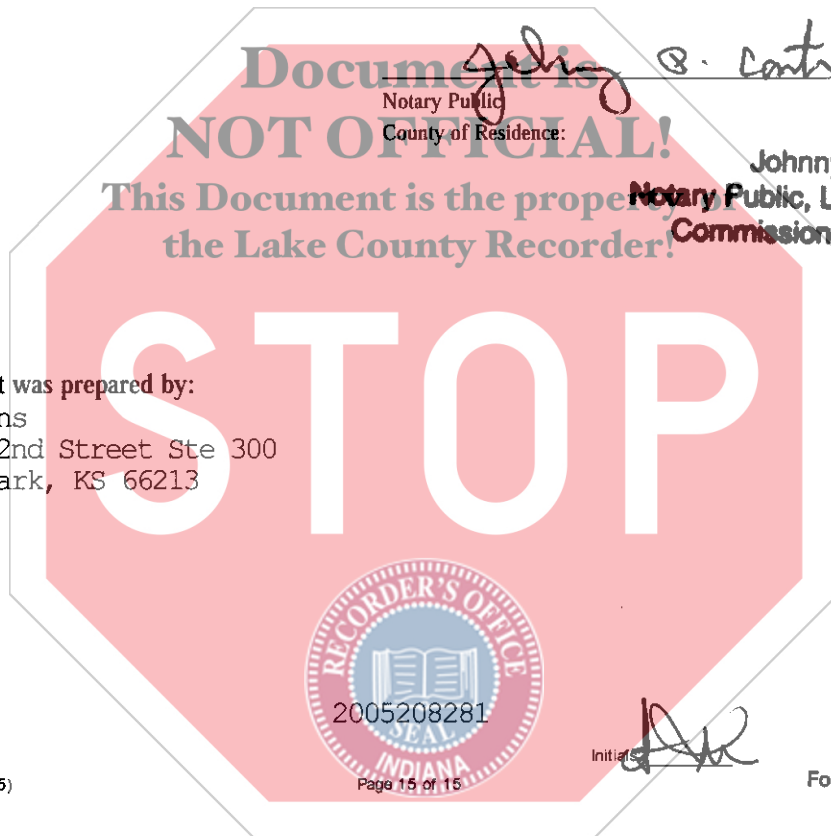 Document is
NOT OFFICIAL!
This Document is the property of
the Lake County Recorder!
Johnny
Notary Public
County of Residence:
Johnny
Notary Public, L
Commission
STOP
t was prepared by:
ns
2nd Street Ste 300
ark, KS 66213
RECORDER'S OFFICE
SEAL
INDIANA
2005208281
Initials
5)
Page 15 of 15
Fo